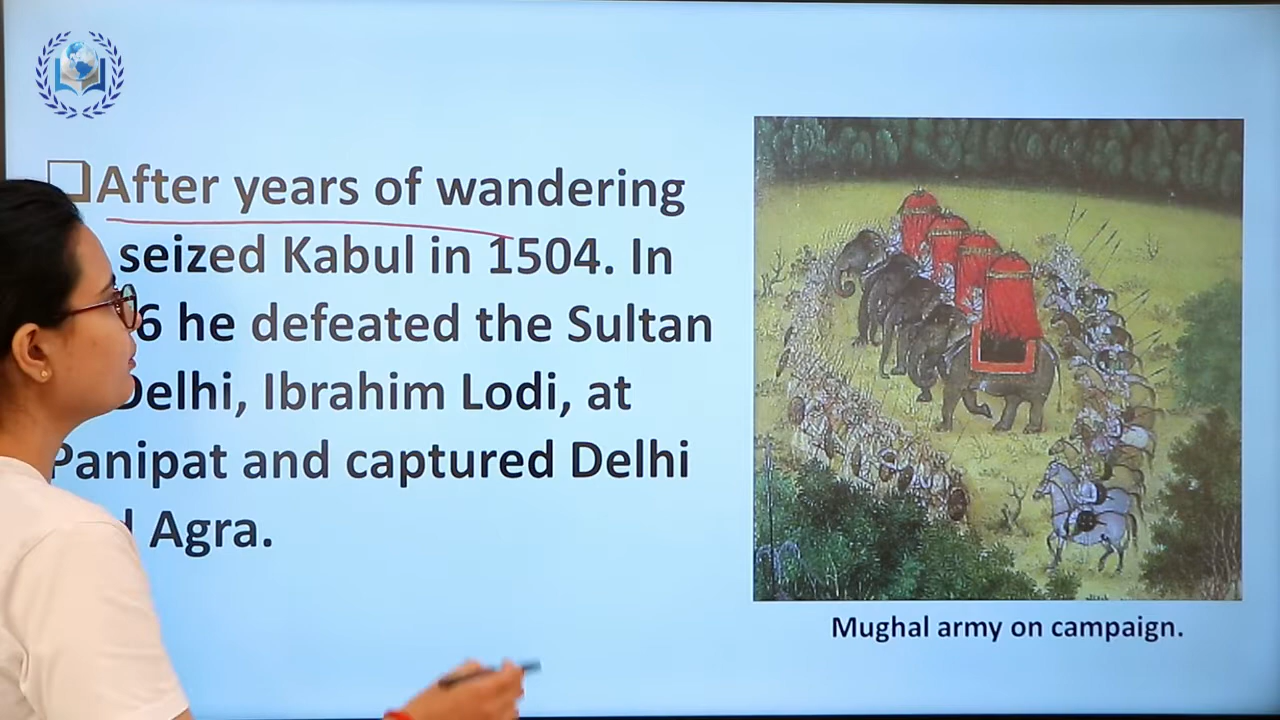 After years of wandering
seized Kabul in 1504. In
6 he defeated the Sultan
Delhi, Ibrahim Lodi, at
Panipat and captured Delhi
Agra.
Mughal army on campaign.